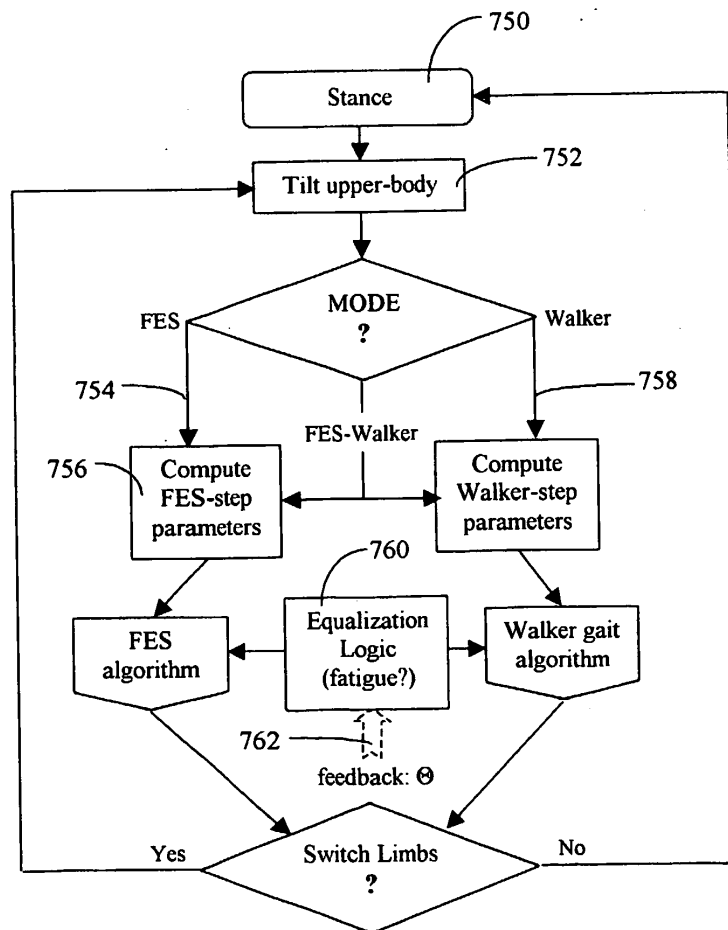 750
Stance
752
Tilt upper-body
MODE
?
FES
Walker
754
758
FES-Walker
756
Compute
FES-step
parameters
Compute
Walker-step
parameters
760
FES
algorithm
Equalization
Logic
(fatigue?)
Walker gait
algorithm
762
feedback: Θ
Yes
Switch Limbs
?
No